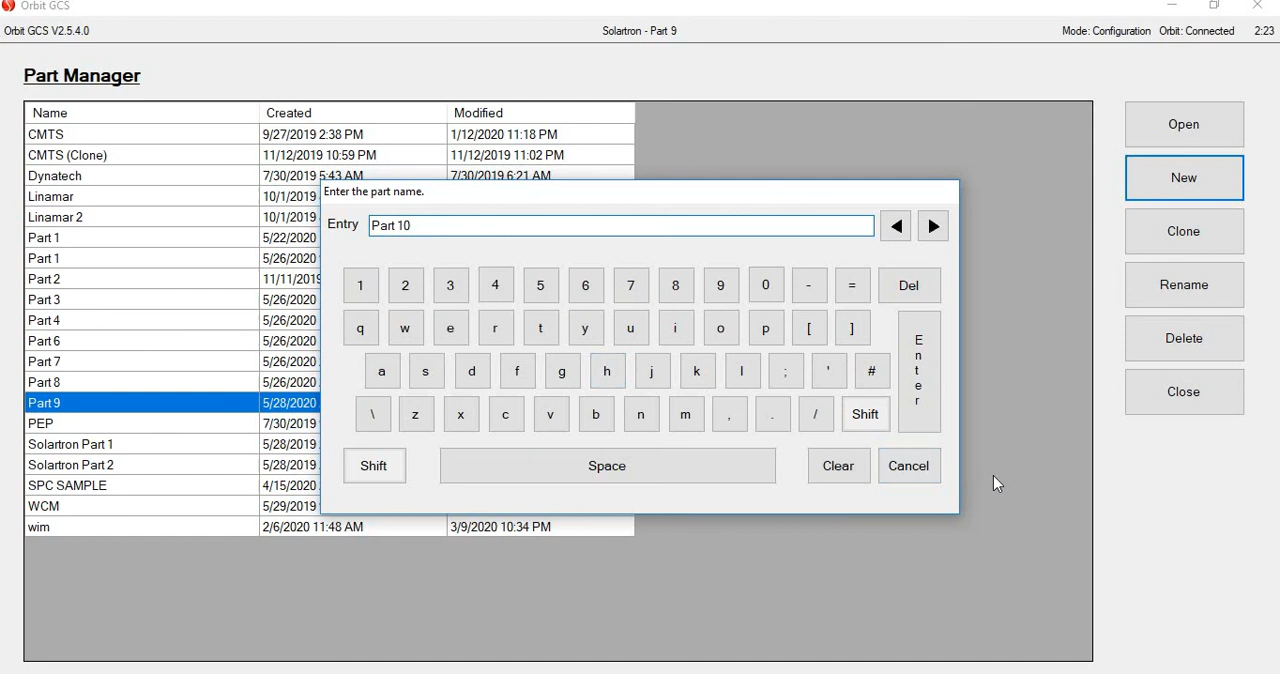 Orbit GCS
Orbit GCS V2.5.4.0 Solartron - Part 9 Mode: Configuration Orbit: Connected 2:23
Part Manager
Name Created Modified
CMTS 9/27/2019 2:38 PM 1/12/2020 11:18 PM
CMTS (Clone) 11/12/2019 10:59 PM 11/12/2019 11:02 PM
Dynatech 7/30/2019 5:43 AM 7/30/2019 6:21 AM
Linamar 10/1/2019
Linamar 2 10/1/2019
Part 1 5/22/2020
Part 1 5/26/2020
Part 2 11/11/2019
Part 3 5/26/2020
Part 4 5/26/2020
Part 6 5/26/2020
Part 7 5/26/2020
Part 8 5/26/2020
Part 9 5/28/2020
PEP 7/30/2019
Solartron Part 1 5/28/2019
Solartron Part 2 5/28/2019
SPC SAMPLE 4/15/2020
WCM 5/29/2019
wim 2/6/2020 11:48 AM 3/9/2020 10:34 PM
Enter the part name.
Entry Part 10
1 2 3 4 5 6 7 8 9 0 - = Del
q w e r t y u i o p [ ] Enter
a s d f g h j k l ; ' #
\ z x c v b n m , . / Shift
Shift Space Clear Cancel
Open
New
Clone
Rename
Delete
Close